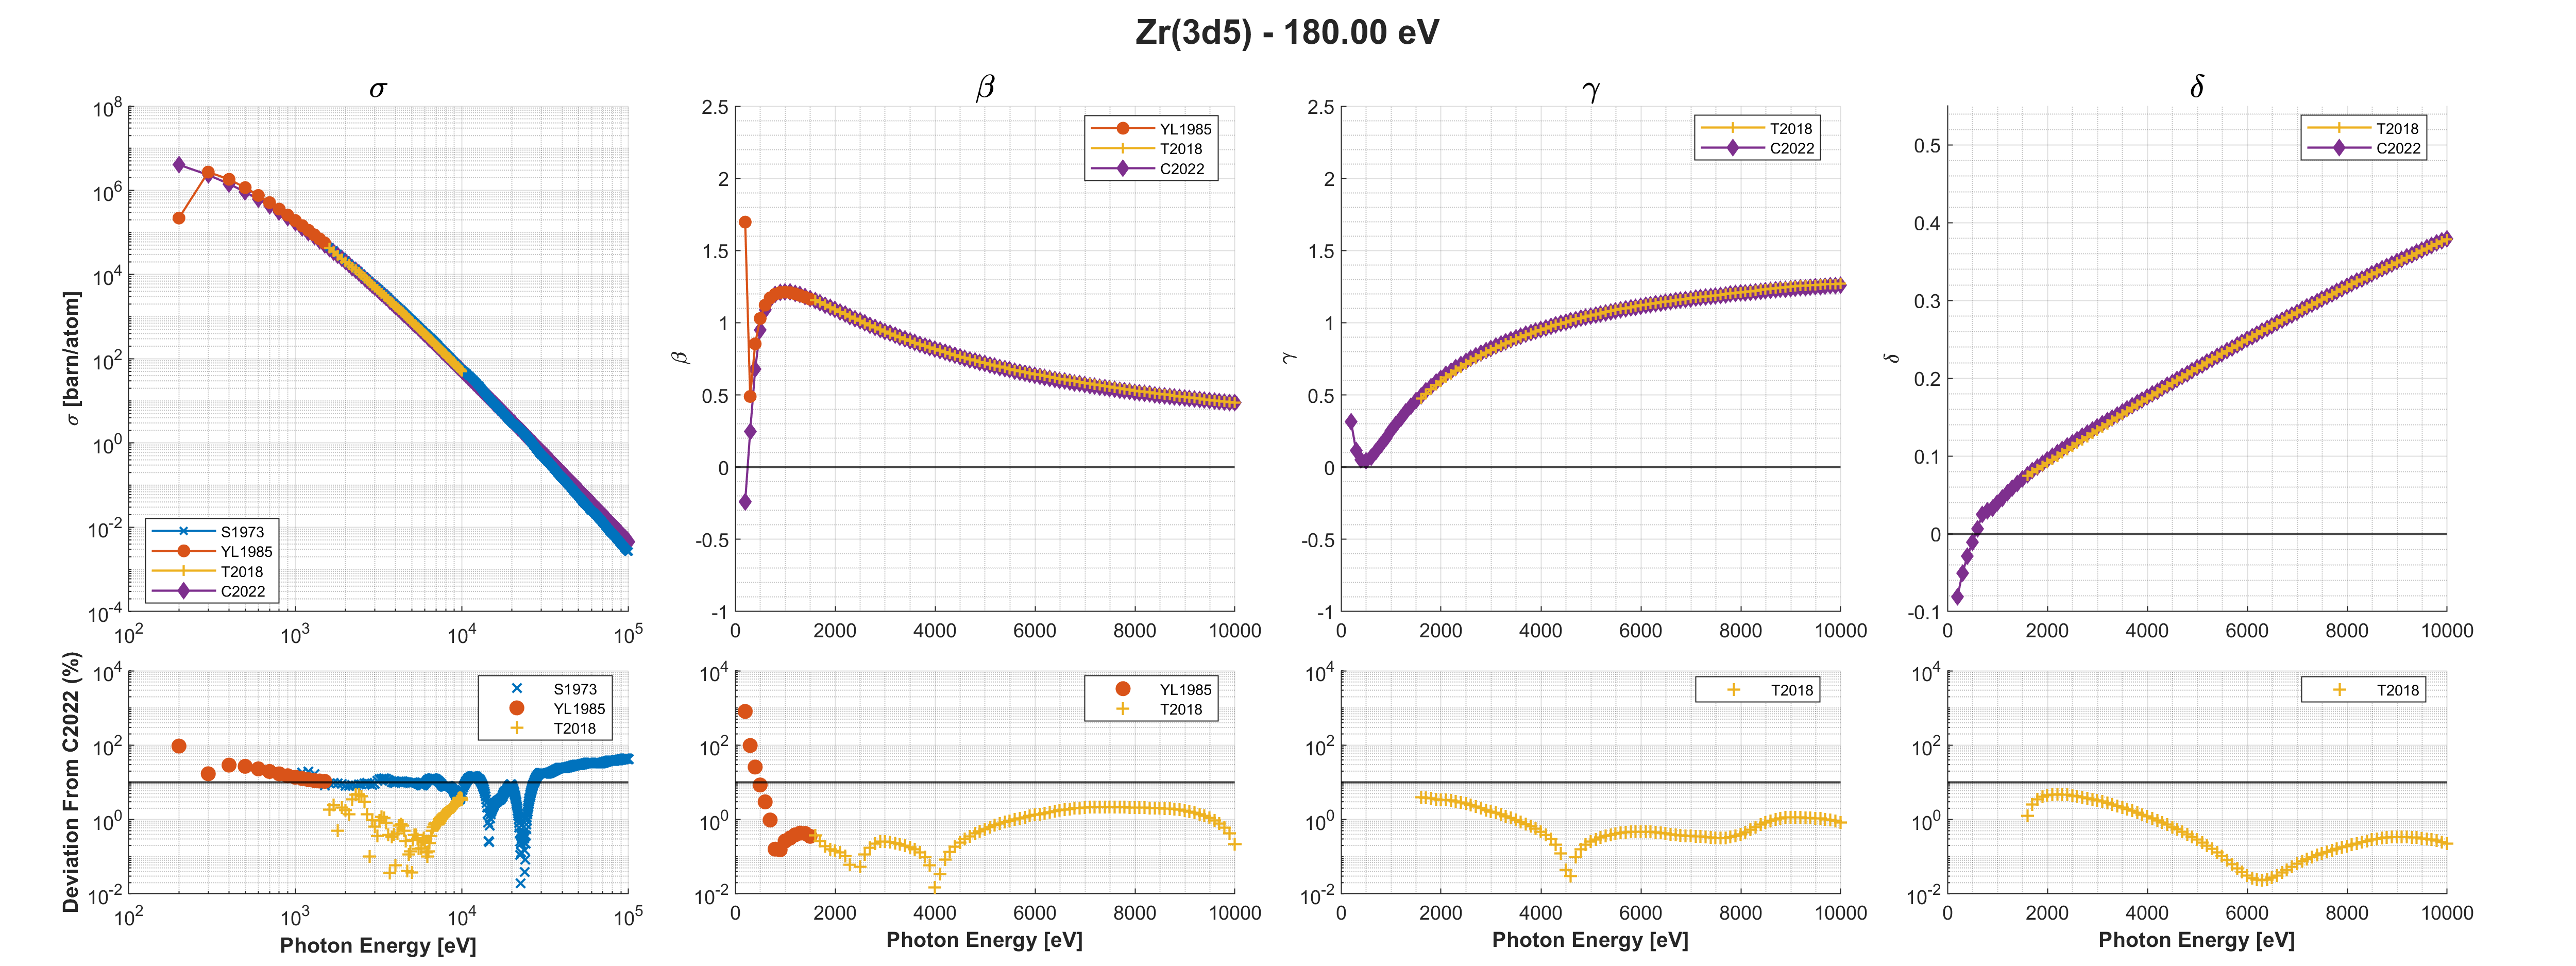 Zr(3d5) - 180.00 eV
σ
10^8
10^6
10^4
10^2
10^0
10^-2
10^-4
σ [barn/atom]
S1973
YL1985
T2018
C2022
10^2
10^3
10^4
10^5
β
2.5
2
1.5
1
0.5
0
-0.5
-1
β
YL1985
T2018
C2022
0
2000
4000
6000
8000
10000
γ
2.5
2
1.5
1
0.5
0
-0.5
-1
γ
T2018
C2022
0
2000
4000
6000
8000
10000
δ
0.5
0.4
0.3
0.2
0.1
0
-0.1
δ
T2018
C2022
0
2000
4000
6000
8000
10000
Deviation From C2022 (%)
10^4
10^2
10^0
10^-2
S1973
YL1985
T2018
10^2
10^3
10^4
10^5
Photon Energy [eV]
10^4
10^2
10^0
10^-2
YL1985
T2018
0
2000
4000
6000
8000
10000
Photon Energy [eV]
10^4
10^2
10^0
10^-2
T2018
0
2000
4000
6000
8000
10000
Photon Energy [eV]
10^4
10^2
10^0
10^-2
T2018
0
2000
4000
6000
8000
10000
Photon Energy [eV]